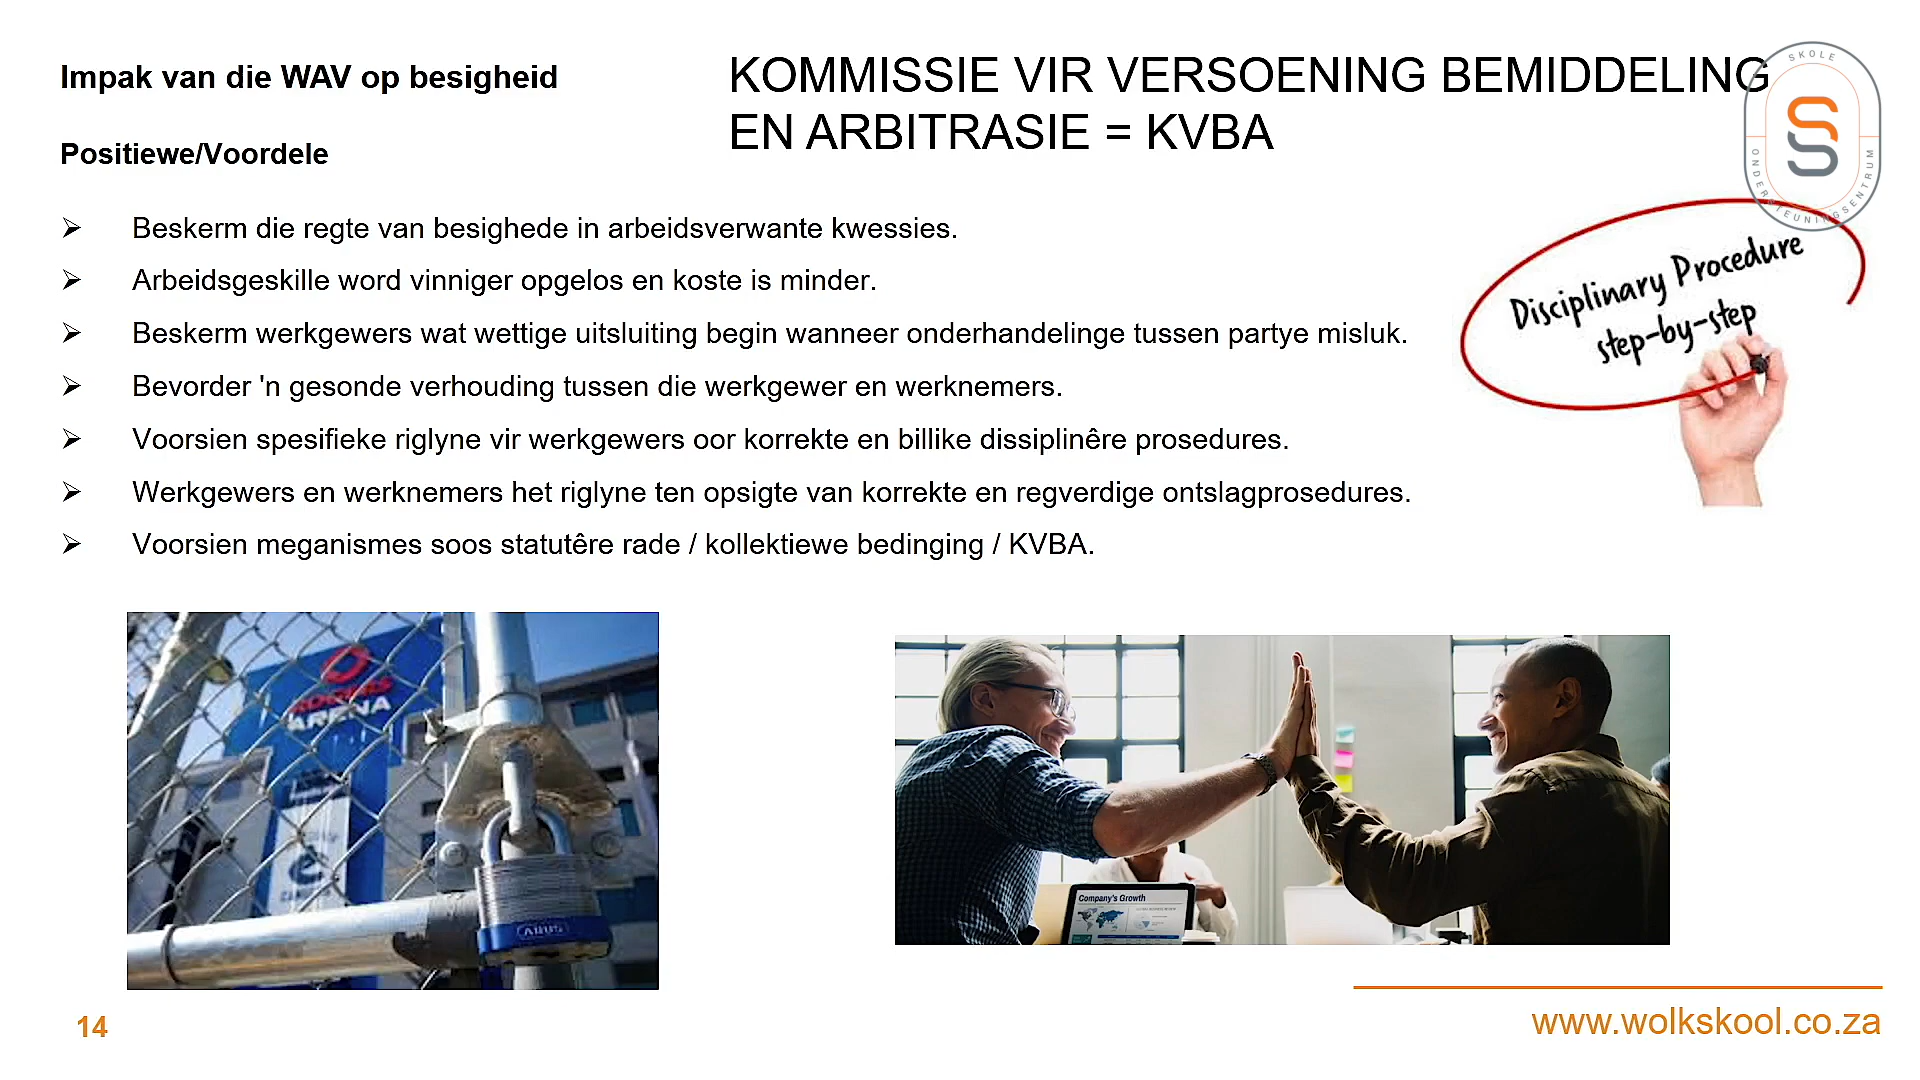 Impak van die WAV op besigheid
KOMMISSIE VIR VERSOENING BEMIDDELING
EN ARBITRASIE = KVBA
Positiewe/Voordele
SKOLE
ONDERSTEUNINGSENTRUM
➢ Beskerm die regte van besighede in arbeidsverwante kwessies.
➢ Arbeidsgeskille word vinniger opgelos en koste is minder.
➢ Beskerm werkgewers wat wettige uitsluiting begin wanneer onderhandelinge tussen partye misluk.
➢ Bevorder 'n gesonde verhouding tussen die werkgewer en werknemers.
➢ Voorsien spesifieke riglyne vir werkgewers oor korrekte en billike dissiplinêre prosedures.
➢ Werkgewers en werknemers het riglyne ten opsigte van korrekte en regverdige ontslagprosedures.
➢ Voorsien meganismes soos statutêre rade / kollektiewe bedinging / KVBA.
Disciplinary Procedure
step-by-step
ROGERS
ARENA
ABUS
Company's Growth
14
www.wolkskool.co.za